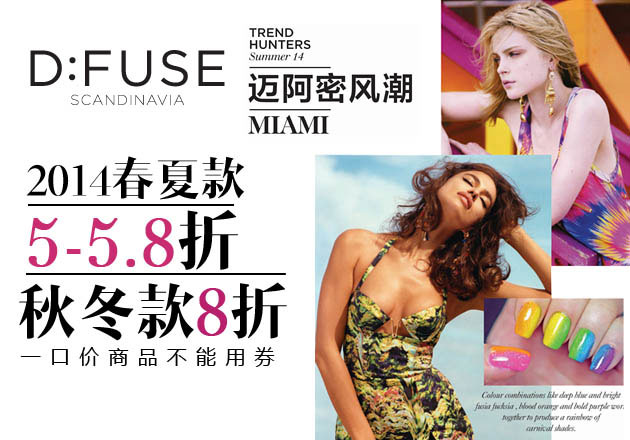 D:FUSE
SCANDINAVIA
TREND
HUNTERS
Summer 14
迈阿密风潮
MIAMI
2014春夏款
5-5.8折
秋冬款8折
一口价商品不能用券
Colour combinations like deep blue and bright
fusia fucksia , blood orange and bold purple wor
together to produce a rainbow of
carnival shades.